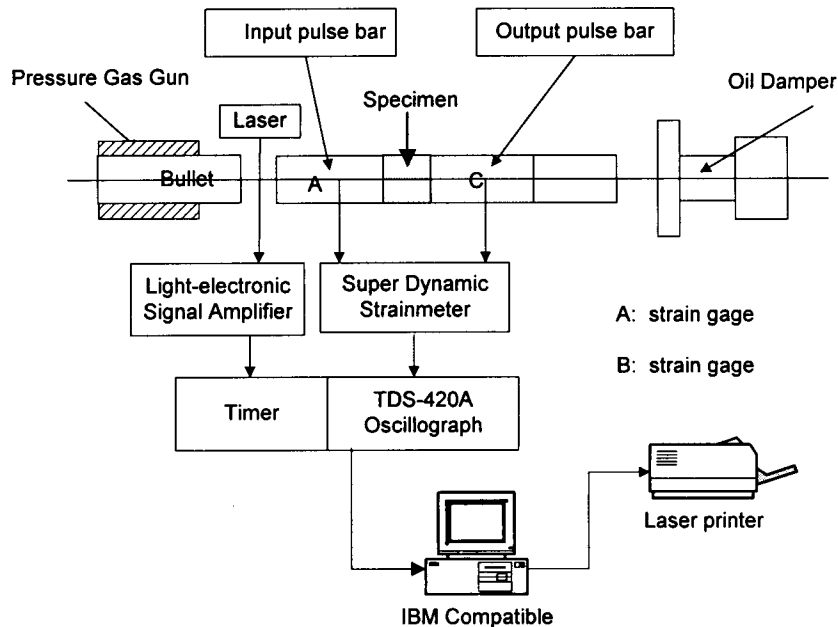 Input pulse bar
Output pulse bar
Pressure Gas Gun
Laser
Specimen
Oil Damper
Bullet
A
C
Light-electronic
Signal Amplifier
Super Dynamic
Strainmeter
A: strain gage
B: strain gage
Timer
TDS-420A
Oscillograph
Laser printer
IBM Compatible